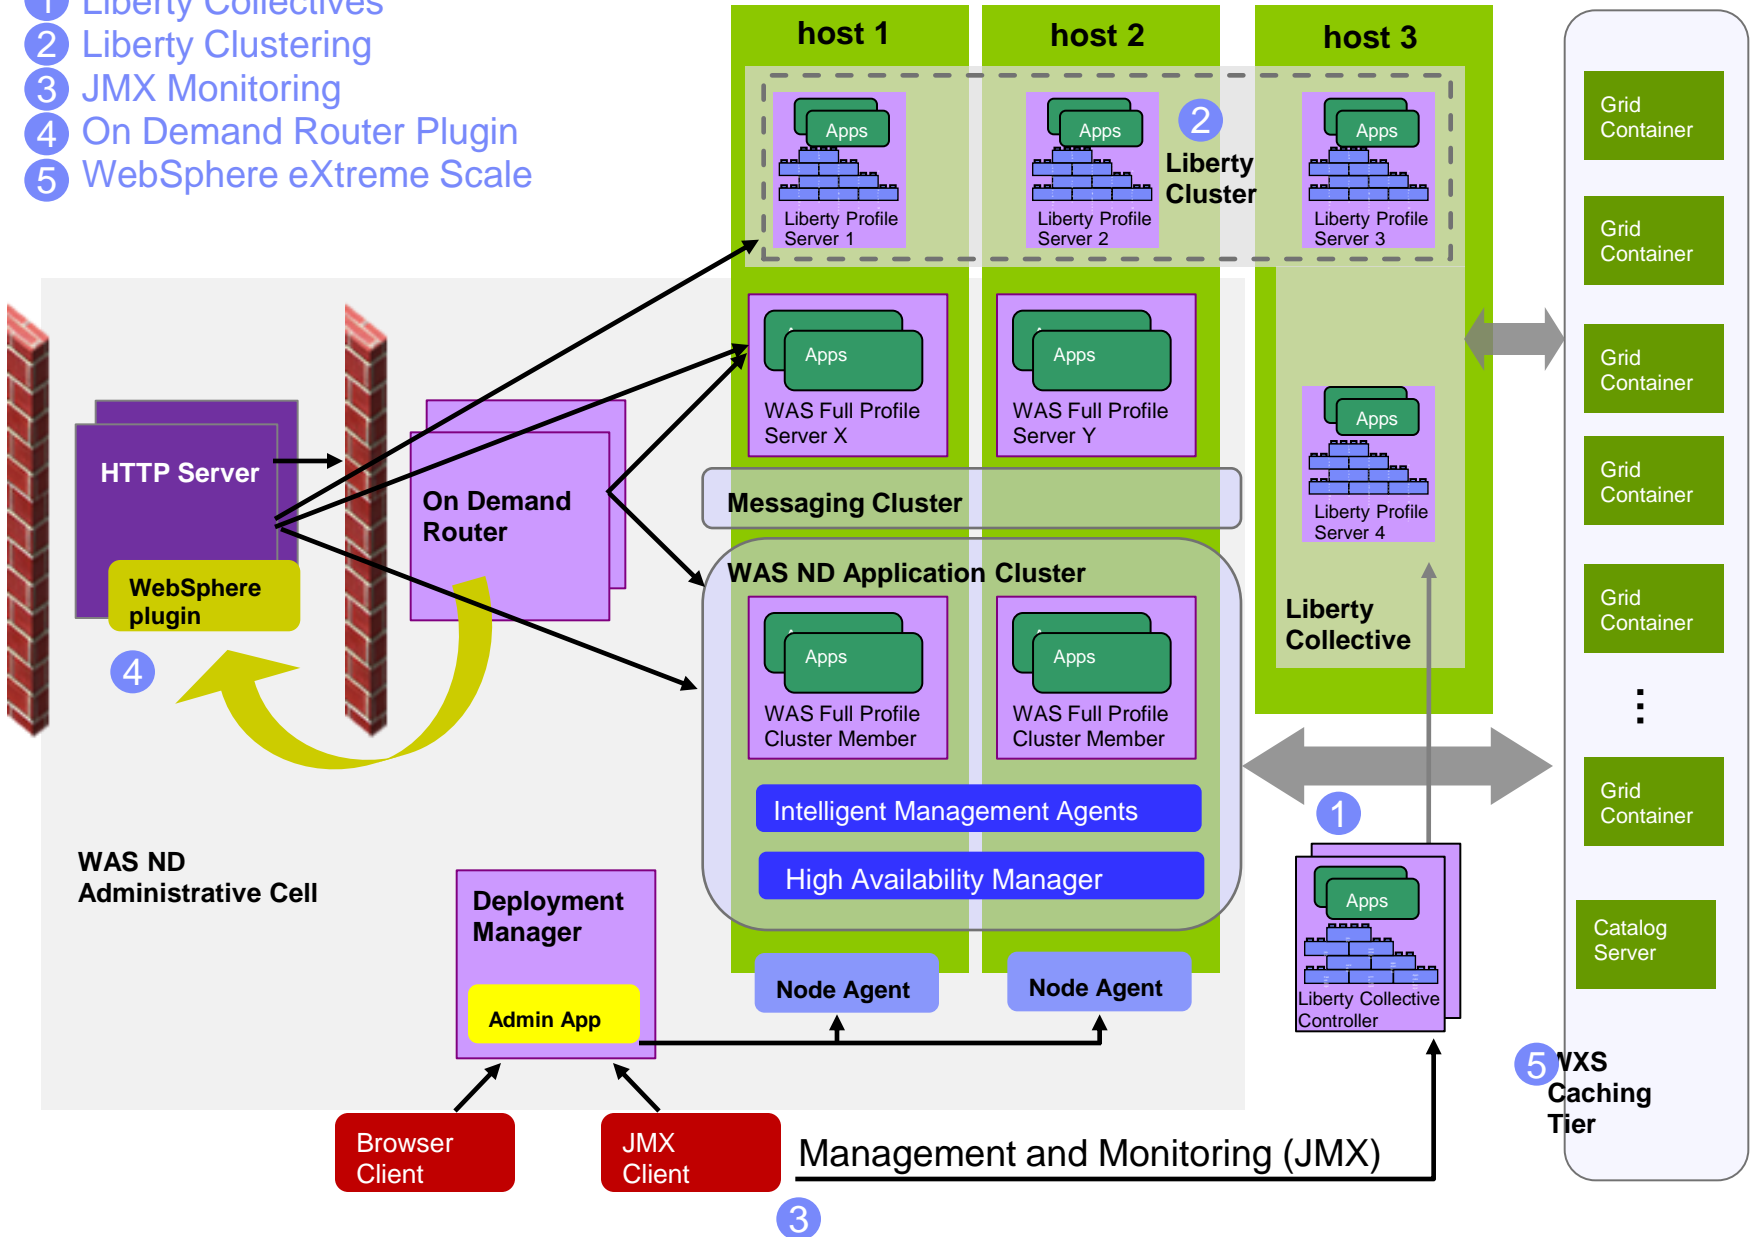 1 Liberty Collectives
2 Liberty Clustering
3 JMX Monitoring
4 On Demand Router Plugin
5 WebSphere eXtreme Scale
host 1
host 2
host 3
Apps
Liberty Profile
Server 1
Apps
Liberty Profile
Server 2
2
Liberty
Cluster
Apps
Liberty Profile
Server 3
Apps
WAS Full Profile
Server X
Apps
WAS Full Profile
Server Y
Apps
Liberty Profile
Server 4
Liberty
Collective
HTTP Server
WebSphere
plugin
4
On Demand
Router
Messaging Cluster
WAS ND Application Cluster
Apps
WAS Full Profile
Cluster Member
Apps
WAS Full Profile
Cluster Member
Intelligent Management Agents
High Availability Manager
WAS ND
Administrative Cell
Deployment
Manager
Admin App
Node Agent
Node Agent
Browser
Client
JMX
Client
Management and Monitoring (JMX)
3
1
Apps
Liberty Collective
Controller
Grid
Container
Grid
Container
Grid
Container
Grid
Container
Grid
Container
⋮
Grid
Container
Catalog
Server
5
WXS
Caching
Tier